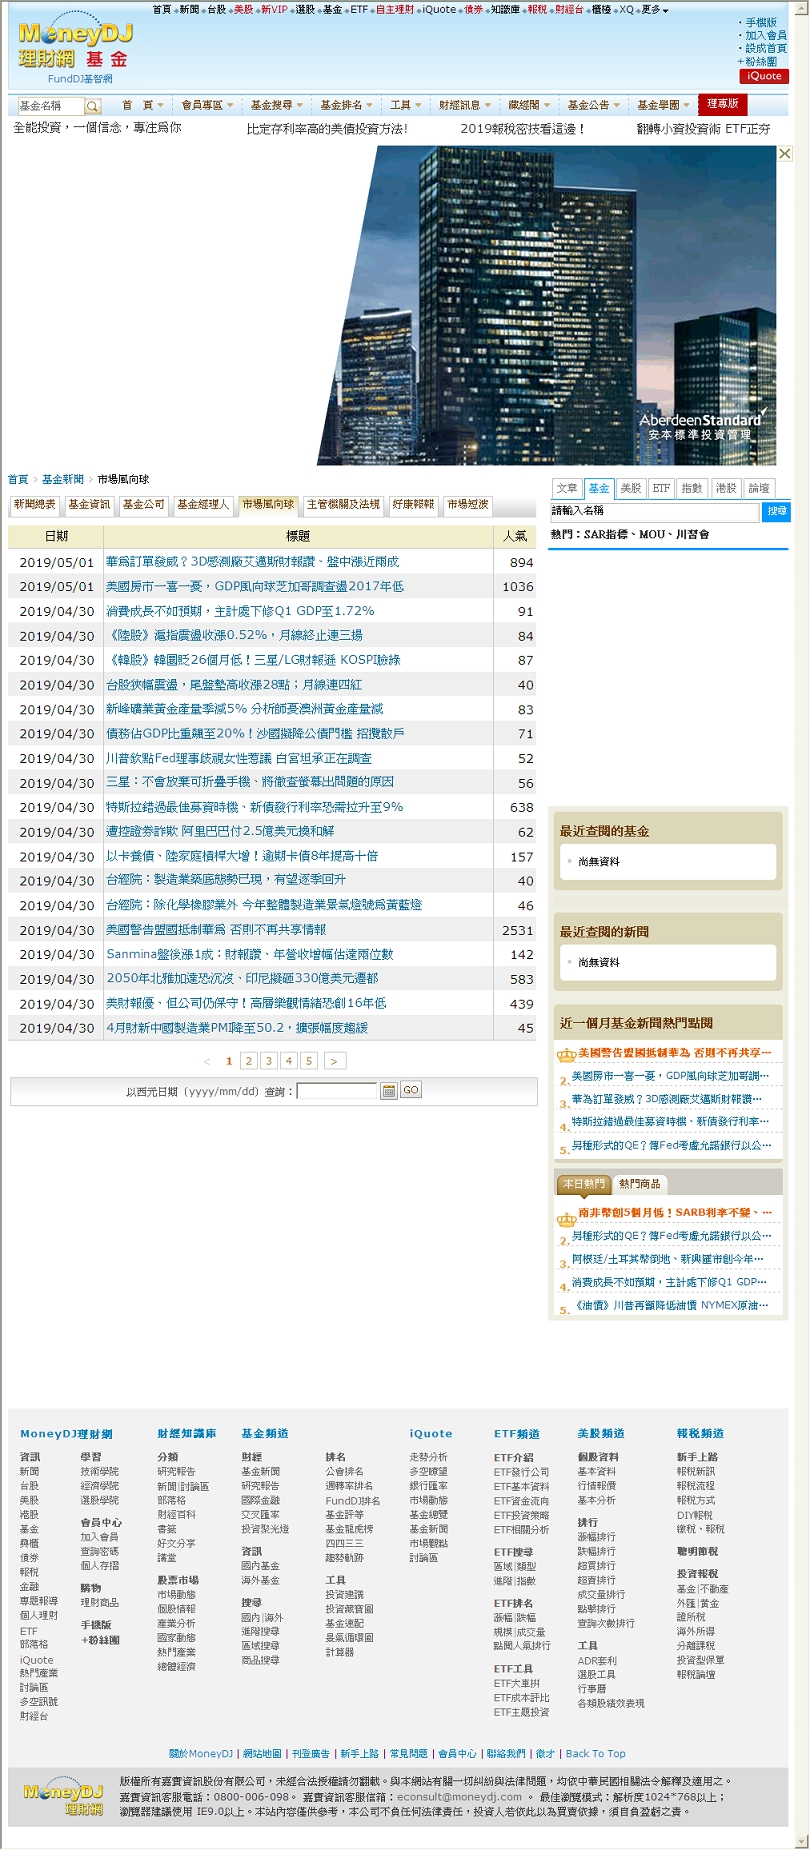 首頁 新聞 台股 美股 新VIP 選股 基金 ETF 自主理財 iQuote 債券 知識庫 報稅 財經台 櫃檯 XQ 更多
MoneyDJ
理財網 基金
FundDJ基智網
‧手機版
‧加入會員
‧設成首頁
+粉絲團
iQuote
基金名稱 首 頁 會員專區 基金搜尋 基金排名 工具 財經訊息 藏經閣 基金公告 基金學園 理專版
全能投資，一個信念，專注為你 比定存利率高的美債投資方法! 2019報稅密技看這邊！ 翻轉小資投資術 ETF正夯
AberdeenStandard
安本標準投資管理
首頁 > 基金新聞 > 市場風向球
新聞總表 基金資訊 基金公司 基金經理人 市場風向球 主管機關及法規 好康報報 市場短波
日期 標題 人氣
2019/05/01 華為訂單發威？3D感測廠艾邁斯財報讚、盤中漲近兩成 894
2019/05/01 美國房市一喜一憂，GDP風向球芝加哥調查遜2017年低 1036
2019/04/30 消費成長不如預期，主計處下修Q1 GDP至1.72% 91
2019/04/30 《陸股》滬指震盪收漲0.52%，月線終止連三揚 84
2019/04/30 《韓股》韓圜貶26個月低！三星/LG財報遜 KOSPI臉綠 87
2019/04/30 台股狹幅震盪，尾盤墊高收漲28點；月線連四紅 40
2019/04/30 新峰礦業黃金產量季減5% 分析師憂澳洲黃金產量減 83
2019/04/30 債務佔GDP比重飆至20%！沙國擬降公債門檻 招攬散戶 71
2019/04/30 川普欽點Fed理事歧視女性惹議 白宮坦承正在調查 52
2019/04/30 三星：不會放棄可折疊手機、將徹查螢幕出問題的原因 56
2019/04/30 特斯拉錯過最佳募資時機、新債發行利率恐需拉升至9% 638
2019/04/30 遭控證券詐欺 阿里巴巴付2.5億美元換和解 62
2019/04/30 以卡養債、陸家庭槓桿大增！逾期卡債8年提高十倍 157
2019/04/30 台經院：製造業築底態勢已現，有望逐季回升 40
2019/04/30 台經院：除化學橡膠業外 今年整體製造業景氣燈號為黃藍燈 46
2019/04/30 美國警告盟國抵制華為 否則不再共享情報 2531
2019/04/30 Sanmina盤後漲1成：財報讚、年營收增幅估達兩位數 142
2019/04/30 2050年北雅加達恐沉沒、印尼擬砸330億美元遷都 583
2019/04/30 美財報優、但公司仍保守！高層樂觀情緒恐創16年低 439
2019/04/30 4月財新中國製造業PMI降至50.2，擴張幅度趨緩 45
< 1 2 3 4 5 >
以西元日期（yyyy/mm/dd）查詢： GO
文章 基金 美股 ETF 指數 港股 論壇
請輸入名稱 搜尋
熱門：SAR指標、MOU、川習會
最近查閱的基金
尚無資料
最近查閱的新聞
尚無資料
近一個月基金新聞熱門點閱
美國警告盟國抵制華為 否則不再共享…
2. 美國房市一喜一憂，GDP風向球芝加哥調…
3. 華為訂單發威？3D感測廠艾邁斯財報讚…
4. 特斯拉錯過最佳募資時機、新債發行利率…
5. 另種形式的QE？傳Fed考慮允諾銀行以公…
本日熱門 熱門商品
南非幣創5個月低！SARB利率不變、…
2. 另種形式的QE？傳Fed考慮允諾銀行以公…
3. 阿根廷/土耳其幣倒地、新興匯市創今年…
4. 消費成長不如預期，主計處下修Q1 GDP…
5. 《油價》川普再籲降低油價 NYMEX原油…
MoneyDJ理財網
資訊
新聞
台股
美股
港股
基金
興櫃
債券
報稅
金融
專題報導
個人理財
ETF
部落格
iQuote
熱門產業
討論區
多空訊號
財經台
學習
技術學院
經濟學院
選股學院
會員中心
加入會員
查詢密碼
個人存摺
購物
理財商品
手機版
+粉絲團
財經知識庫
分類
研究報告
新聞|討論區
部落格
財經百科
書籤
好文分享
講堂
股票市場
市場動態
個股情報
產業分析
國家動態
熱門產業
總體經濟
基金頻道
財經
基金新聞
研究報告
國際金融
交叉匯率
投資聚光燈
資訊
國內基金
海外基金
搜尋
國內|海外
進階搜尋
區域搜尋
商品搜尋
排名
公會排名
週轉率排名
FundDJ排名
基金評等
基金龍虎榜
四四三三
趨勢軌跡
工具
投資建議
投資藏寶圖
基金速配
景氣循環圖
計算器
iQuote
走勢分析
多空瞭望
銀行匯率
市場動態
基金總覽
基金新聞
市場觀點
討論區
ETF頻道
ETF介紹
ETF發行公司
ETF基本資料
ETF資金流向
ETF投資策略
ETF相關分析
ETF搜尋
區域|類型
進階|指數
ETF排名
漲幅|跌幅
規模|成交量
點閱人氣排行
ETF工具
ETF大車拚
ETF成本評比
ETF主題投資
美股頻道
個股資料
基本資料
行情報價
基本分析
排行
漲幅排行
跌幅排行
超買排行
超賣排行
成交量排行
點擊排行
查詢次數排行
工具
ADR套利
選股工具
行事曆
各類股績效表現
報稅頻道
新手上路
報稅新訊
報稅流程
報稅方式
DIY報稅
繳稅、報稅
聰明節稅
投資報稅
基金|不動產
外匯|黃金
證所稅
海外所得
分離課稅
投資型保單
報稅論壇
關於MoneyDJ | 網站地圖 | 刊登廣告 | 新手上路 | 常見問題 | 會員中心 | 聯絡我們 | 徵才 | Back To Top
MoneyDJ
理財網
版權所有嘉實資訊股份有限公司，未經合法授權請勿翻載。與本網站有關一切糾紛與法律問題，均依中華民國相關法令解釋及適用之。
嘉實資訊客服電話：0800-006-098。 嘉實資訊客服信箱：econsult@moneydj.com 。 最佳瀏覽模式：解析度1024*768以上；
瀏覽器建議使用 IE9.0以上。本站內容僅供參考，本公司不負任何法律責任，投資人若依此以為買賣依據，須自負盈虧之責。